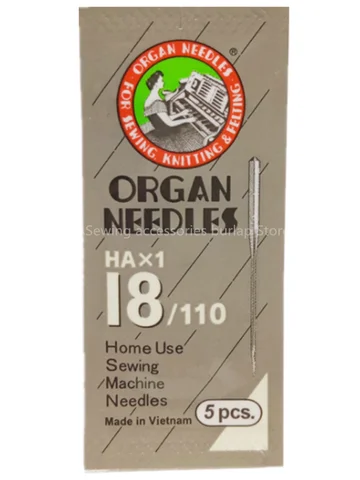 ORGAN NEEDLES
®
FOR SEWING, KNITTING & FELTING
ORGAN
NEEDLES
Sewing accessories burlap Store
HA×1
18/110
Home Use
Sewing
Machine
Needles
Made in Vietnam
5 pcs.